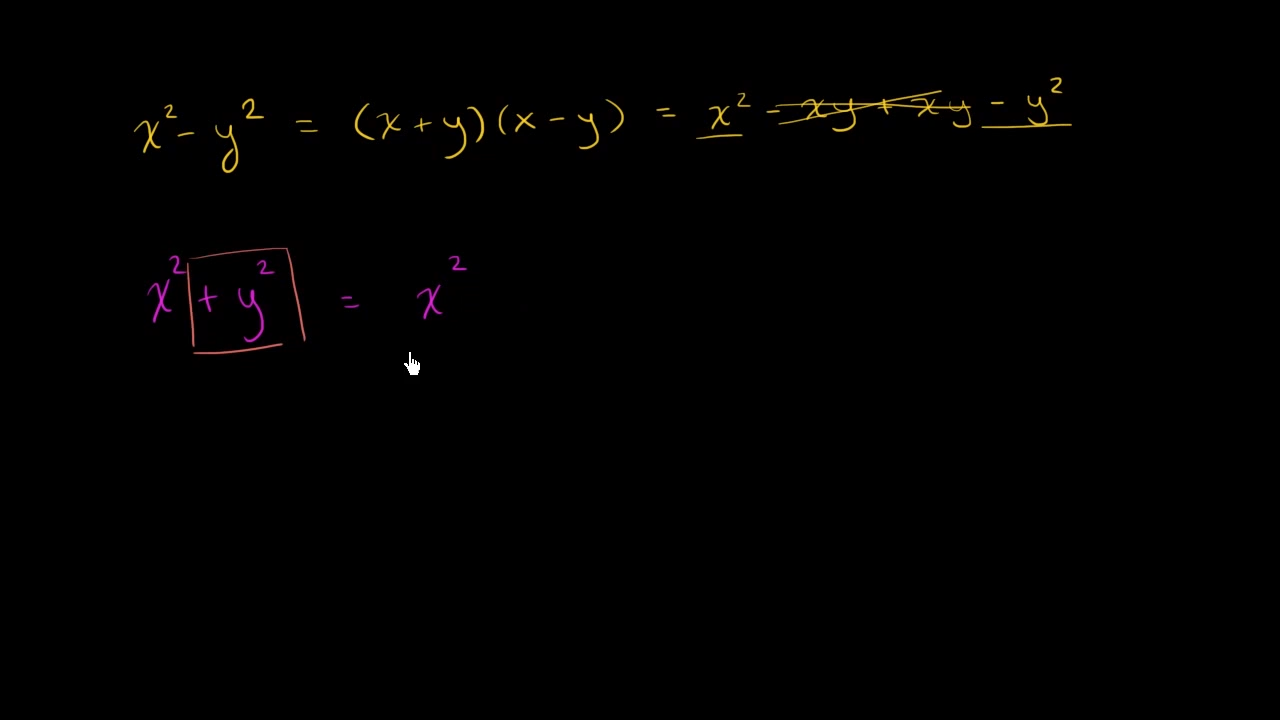 x² - y² = (x + y)(x - y) = x² - xy + xy - y²
x² + y² = x²